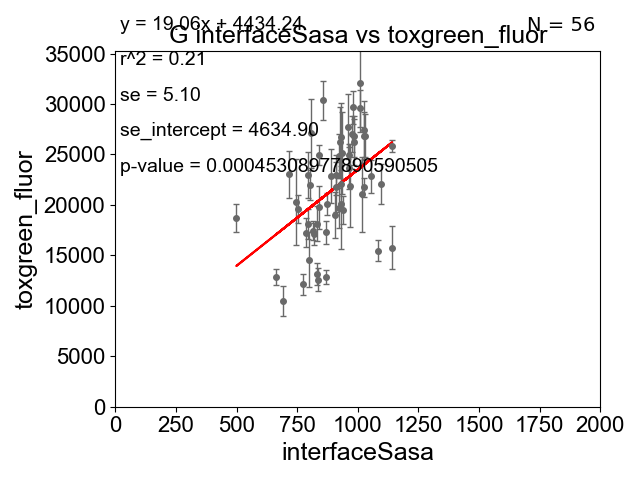 y = 19.06x + 4434.24
N = 56
G interfaceSasa vs toxgreen_fluor
r^2 = 0.21
se = 5.10
se_intercept = 4634.90
p-value = 0.00045308977890590505
toxgreen_fluor
35000
30000
25000
20000
15000
10000
5000
0
0 250 500 750 1000 1250 1500 1750 2000
interfaceSasa